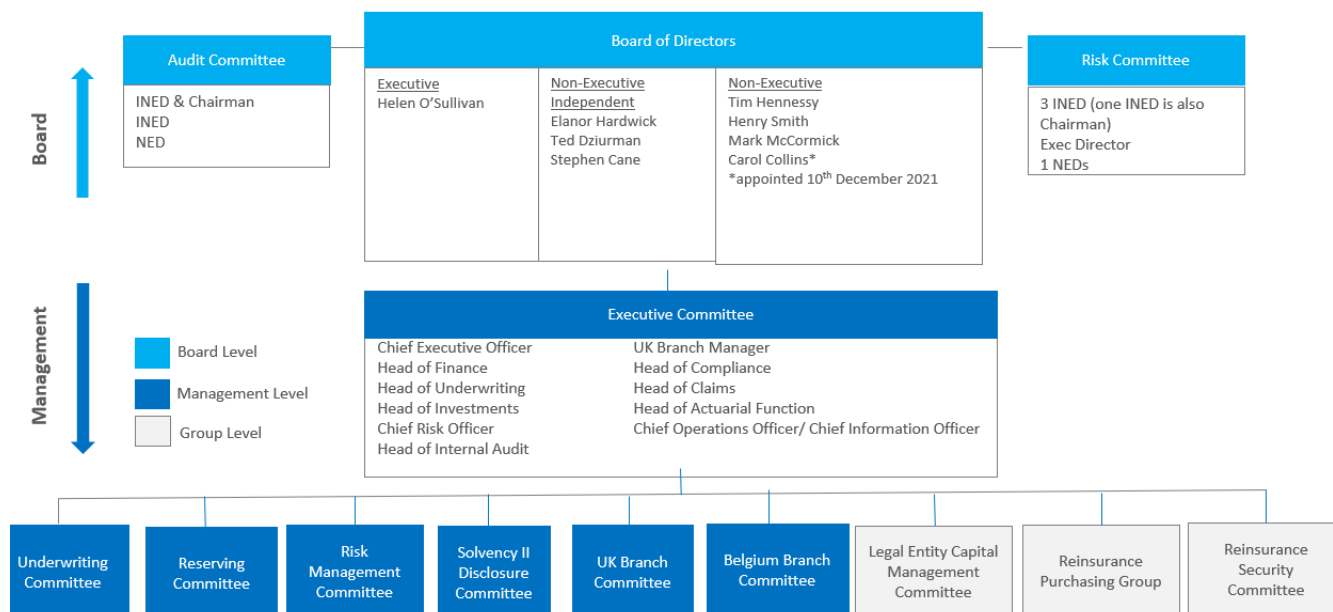 Board of Directors
Audit Committee
Risk Committee
INED & Chairman
INED
NED
Executive
Helen O'Sullivan
Non-Executive
Independent
Elanor Hardwick
Ted Dziurman
Stephen Cane
Non-Executive
Tim Hennessy
Henry Smith
Mark McCormick
Carol Collins*
*appointed 10th December 2021
3 INED (one INED is also
Chairman)
Exec Director
1 NEDs
Board
Management
Board Level
Management Level
Group Level
Executive Committee
Chief Executive Officer
Head of Finance
Head of Underwriting
Head of Investments
Chief Risk Officer
Head of Internal Audit
UK Branch Manager
Head of Compliance
Head of Claims
Head of Actuarial Function
Chief Operations Officer/ Chief Information Officer
Underwriting
Committee
Reserving
Committee
Risk
Management
Committee
Solvency II
Disclosure
Committee
UK Branch
Committee
Belgium Branch
Committee
Legal Entity Capital
Management
Committee
Reinsurance
Purchasing Group
Reinsurance
Security
Committee